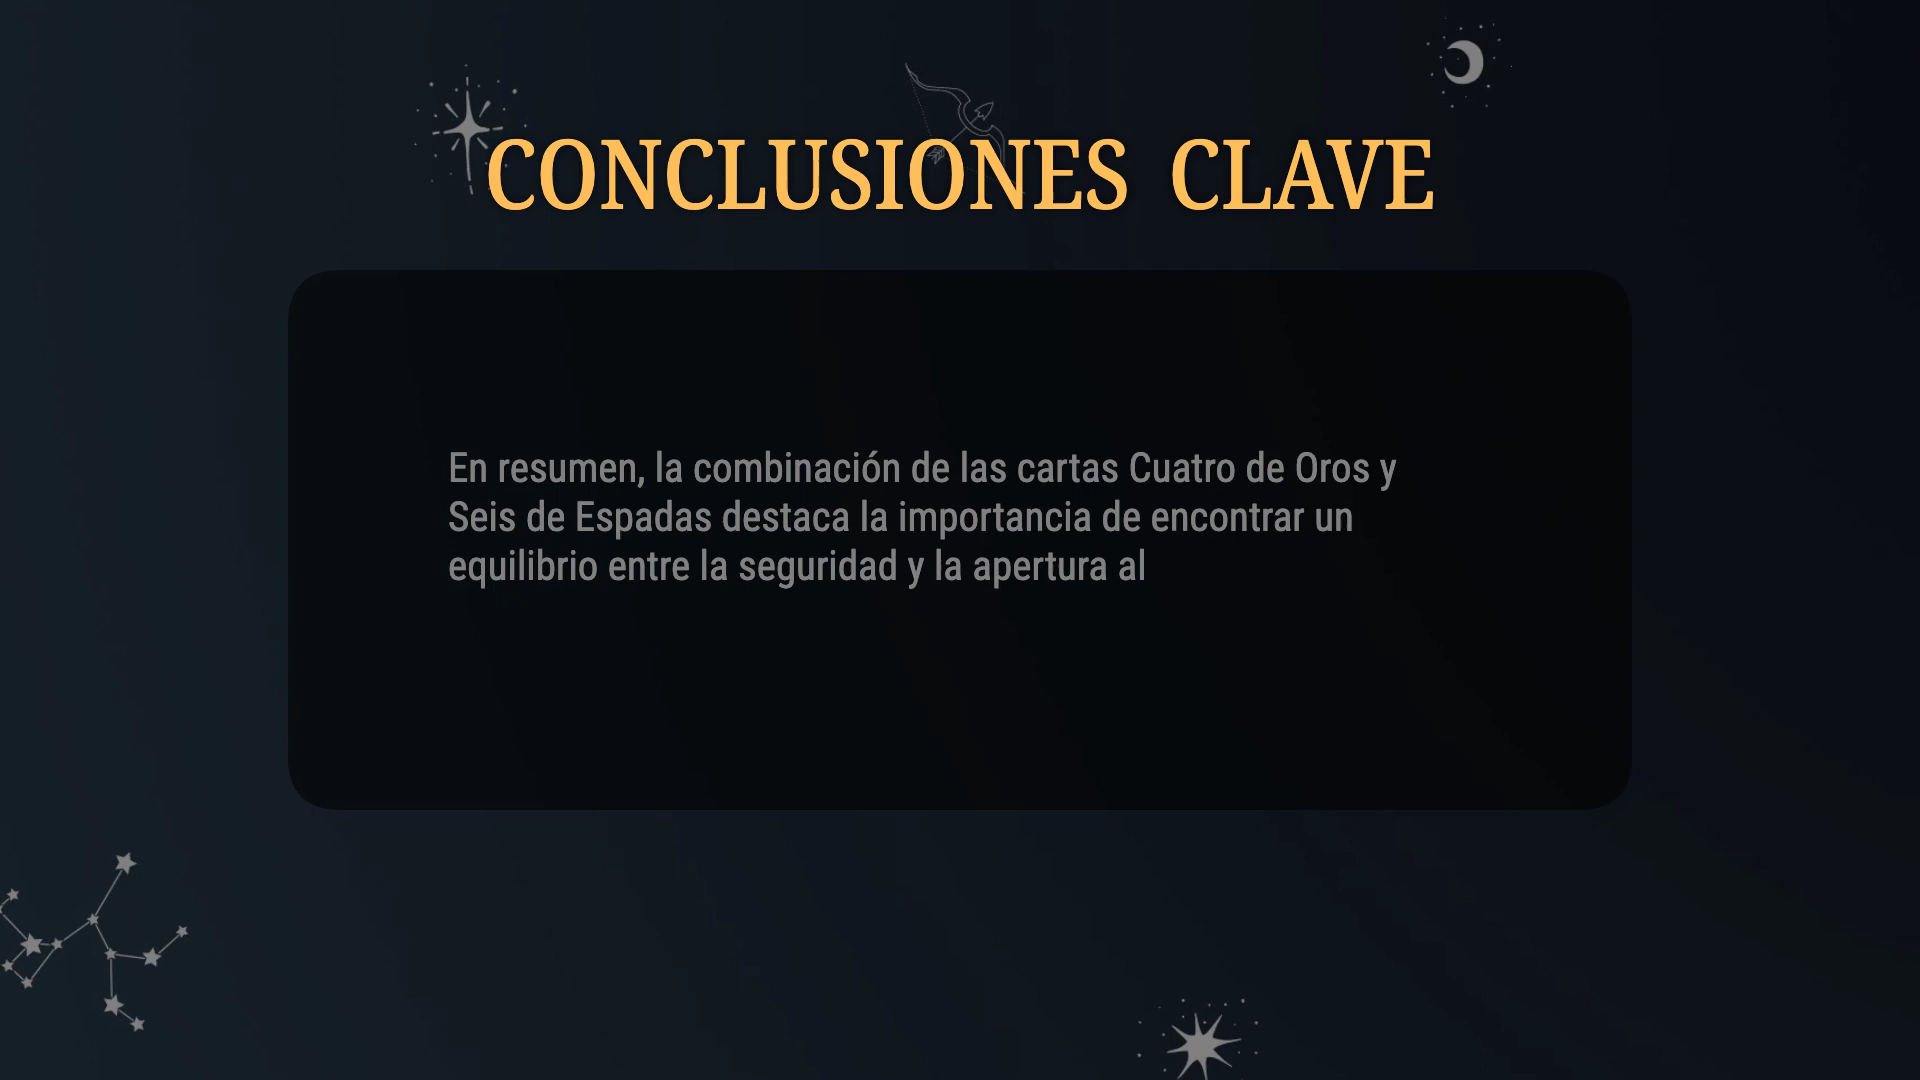 CONCLUSIONES CLAVE
En resumen, la combinación de las cartas Cuatro de Oros y
Seis de Espadas destaca la importancia de encontrar un
equilibrio entre la seguridad y la apertura al